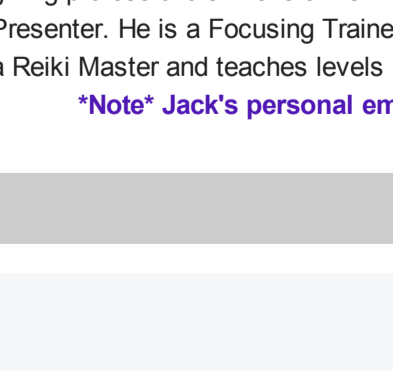 Presenter. He is a Focusing Traine
a Reiki Master and teaches levels
*Note* Jack's personal em